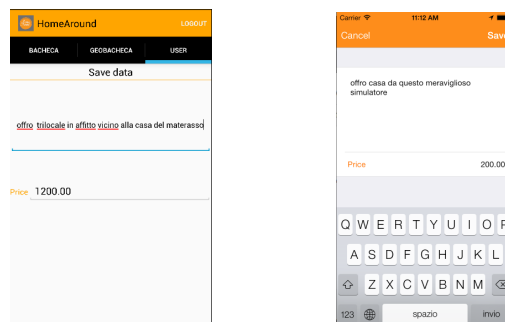 HomeAround LOGOUT
BACHECA GEOBACHECA USER
Save data
offro trilocale in affitto vicino alla casa del materasso
Price 1200.00
Carrier 11:12 AM
Cancel Save
offro casa da questo meraviglioso
simulatore
Price 200.00
Q W E R T Y U I O P
A S D F G H J K L
Z X C V B N M
123 spazio invio